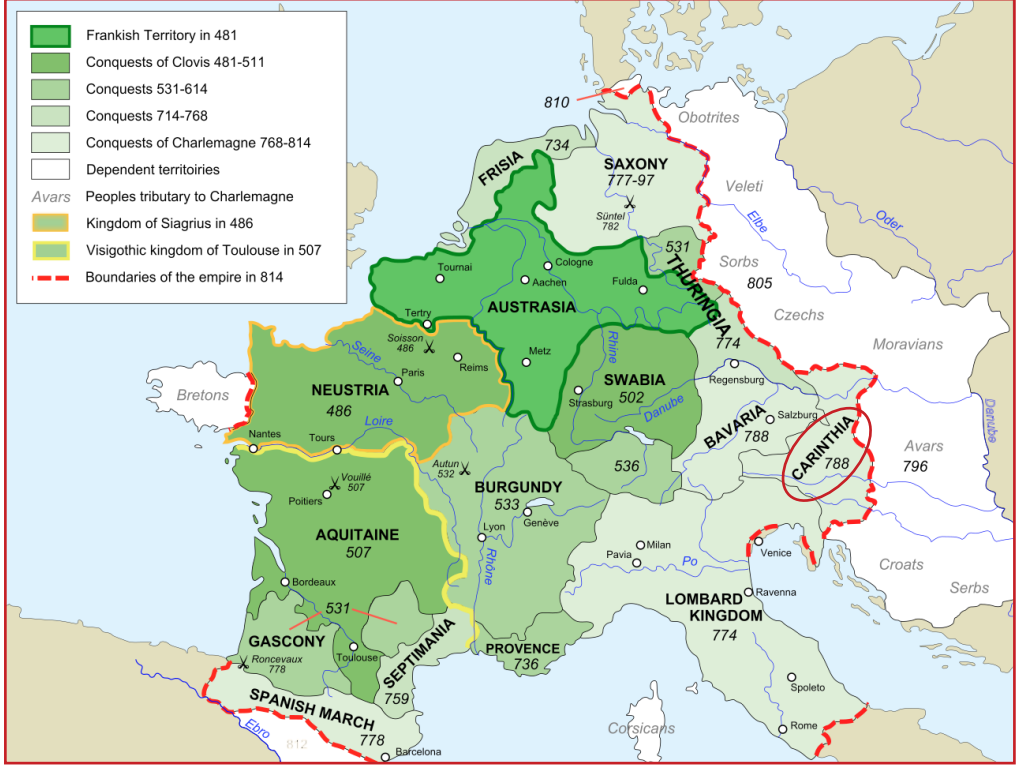 Frankish Territory in 481
Conquests of Clovis 481-511
Conquests 531-614
Conquests 714-768
Conquests of Charlemagne 768-814
Dependent territoiries
Avars Peoples tributary to Charlemagne
Kingdom of Siagrius in 486
Visigothic kingdom of Toulouse in 507
Boundaries of the empire in 814
810
Obotrites
734
FRISIA
SAXONY
777-97
Veleti
Süntel
782
Elbe
Oder
531
THURINGIA
Sorbs
805
Tournai
Cologne
Aachen
Fulda
AUSTRASIA
Czechs
Tertry
Soisson
486
Seine
Reims
Metz
Rhine
774
Moravians
Paris
NEUSTRIA
486
SWABIA
502
Strasburg
Danube
Regensburg
Bretons
Loire
Nantes
Tours
BAVARIA
788
Salzburg
CARINTHIA
788
Danube
Avars
796
Autun
532
536
Vouillé
507
Poitiers
BURGUNDY
533
Genève
AQUITAINE
507
Lyon
Rhône
Milan
Pavia
Po
Venice
Croats
Serbs
Bordeaux
531
LOMBARD
KINGDOM
774
Ravenna
GASCONY
Roncevaux
778
Toulouse
SEPTIMANIA
759
PROVENCE
736
Spoleto
SPANISH MARCH
778
Ebro
812
Barcelona
Corsicans
Rome